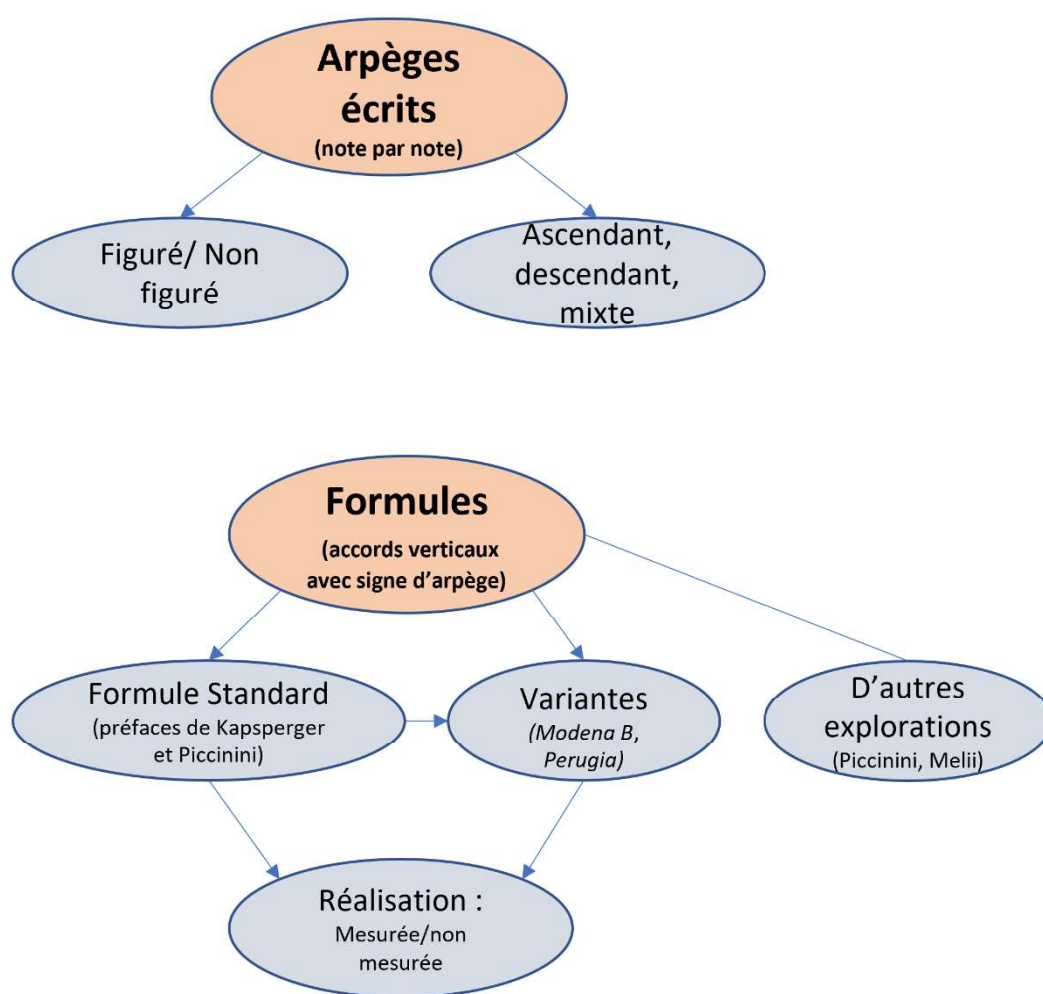 Arpèges
écrits
(note par note)
Figuré/ Non
figuré
Ascendant,
descendant,
mixte
Formules
(accords verticaux
avec signe d’arpège)
Formule Standard
(préfaces de Kapsperger
et Piccinini)
Variantes
(Modena B,
Perugia)
D’autres
explorations
(Piccinini, Melii)
Réalisation :
Mesurée/non
mesurée